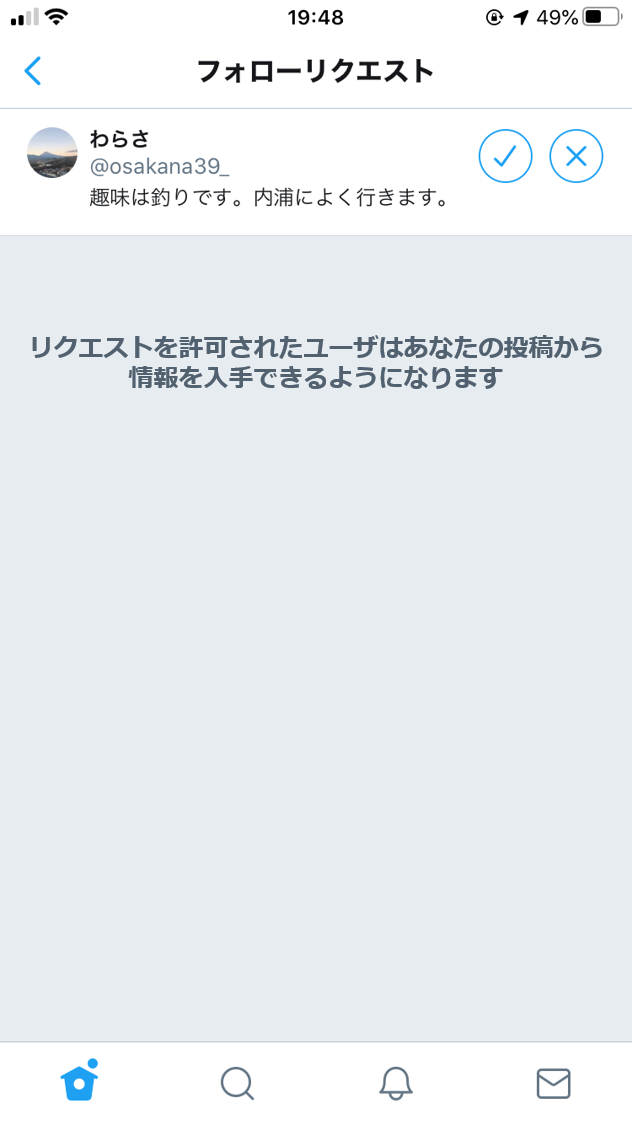 19:48
49%
フォローリクエスト
わらさ
@osakana39_
趣味は釣りです。内浦によく行きます。
リクエストを許可されたユーザはあなたの投稿から
情報を入手できるようになります